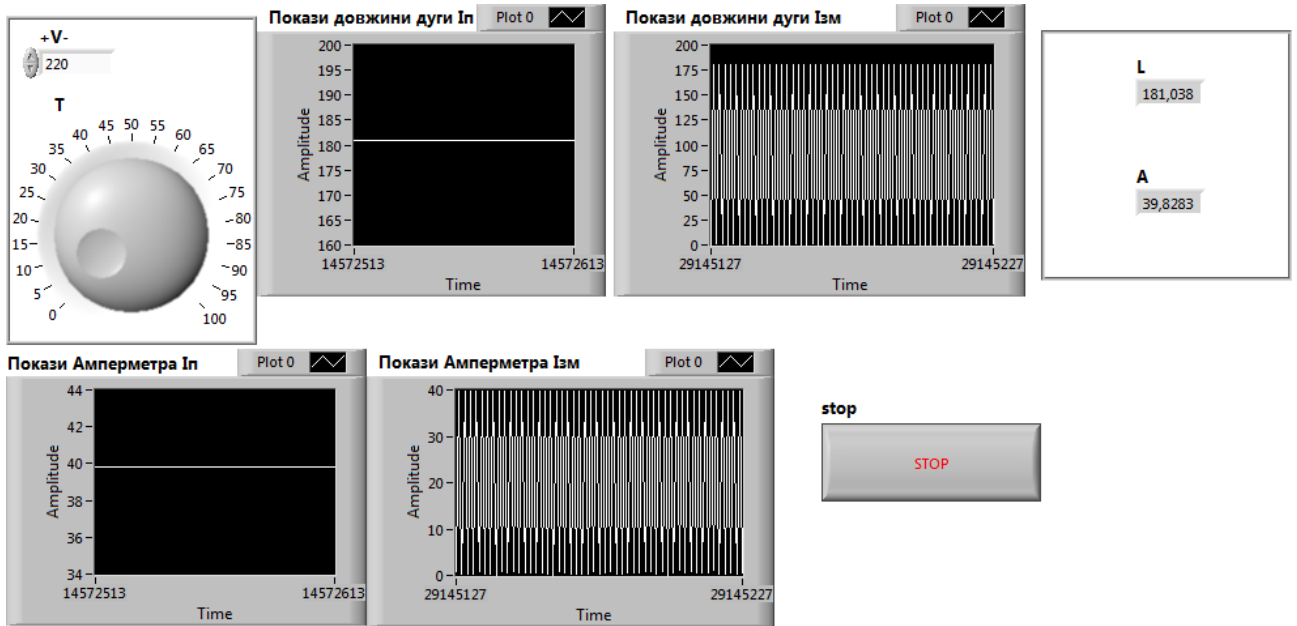 +V-
220
T
0
5
10
15
20
25
30
35
40
45
50
55
60
65
70
75
80
85
90
95
100
Покази довжини дуги Іп
Plot 0
Amplitude
200
195
190
185
180
175
170
165
160
14572513
14572613
Time
Покази довжини дуги Ізм
Plot 0
Amplitude
200
175
150
125
100
75
50
25
0
29145127
29145227
Time
L
181,038
A
39,8283
Покази Амперметра Іп
Plot 0
Amplitude
44
42
40
38
36
34
14572513
14572613
Time
Покази Амперметра Ізм
Plot 0
Amplitude
40
30
20
10
0
29145127
29145227
Time
stop
STOP